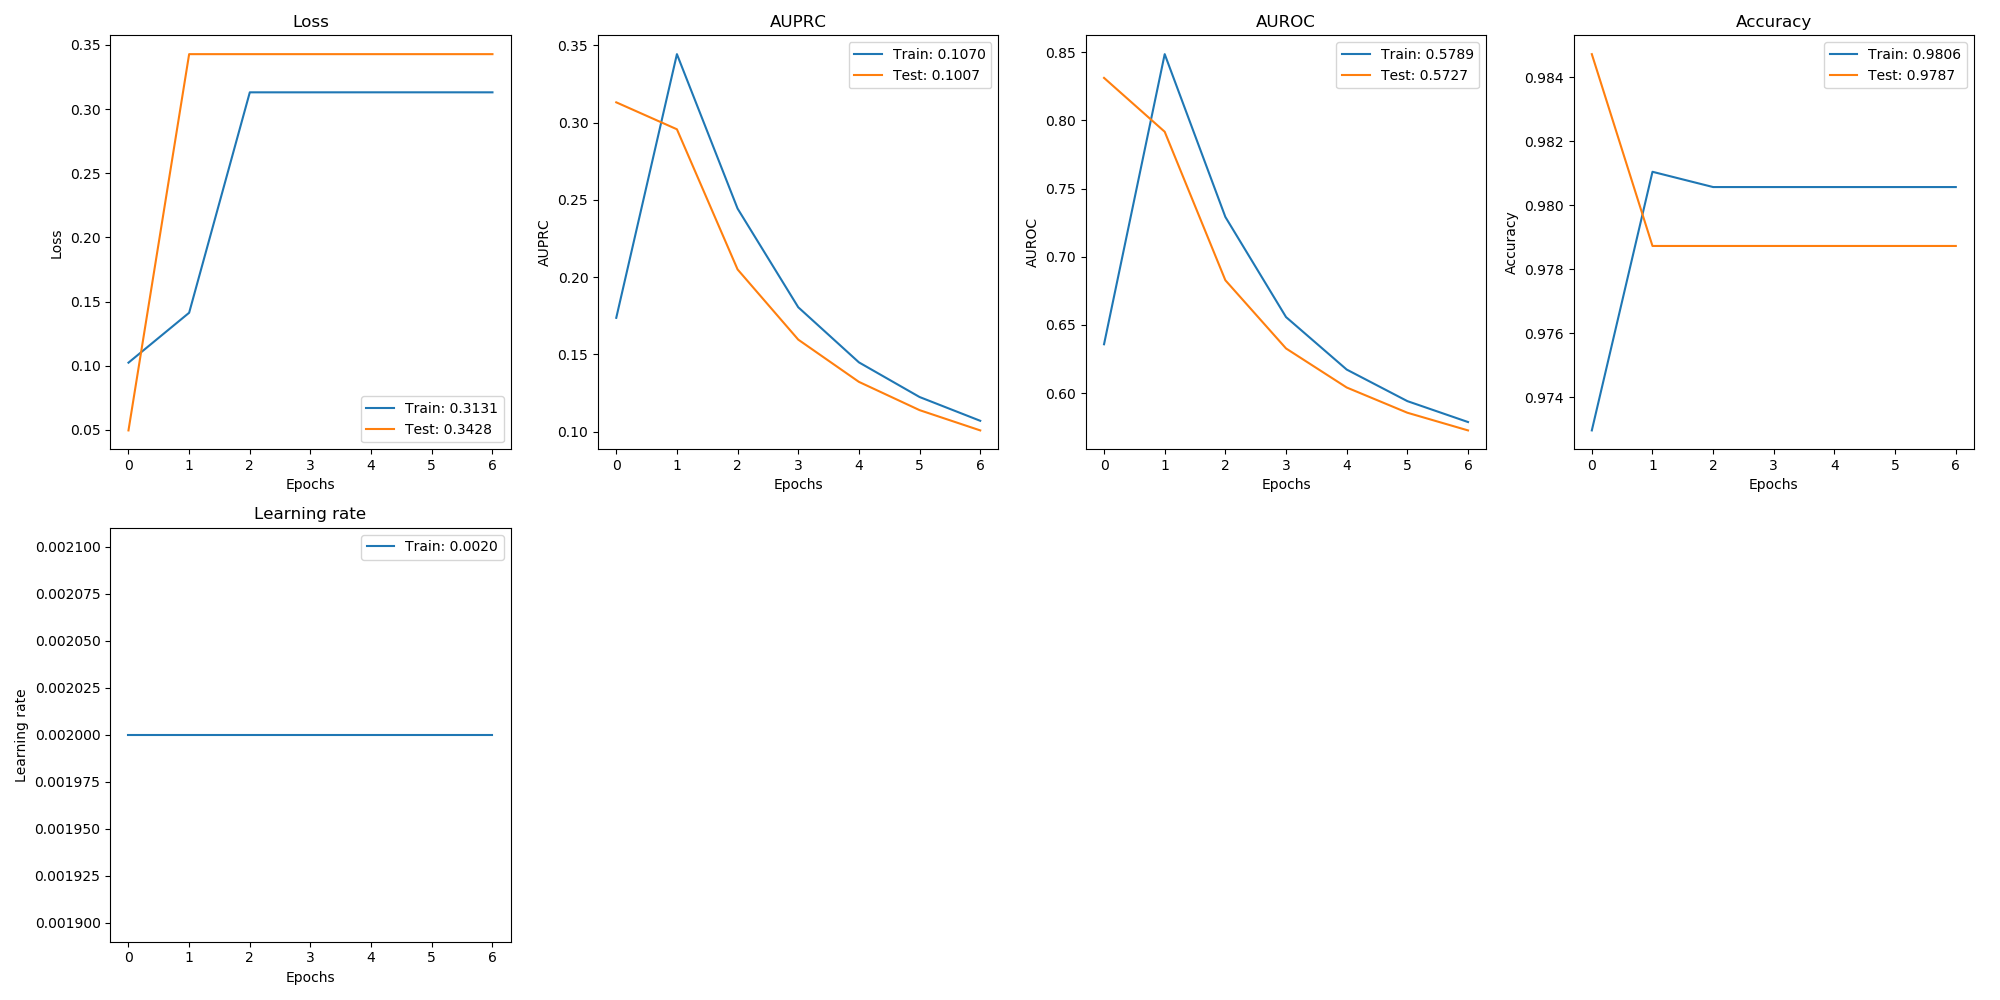 Loss
0.35
0.30
0.25
0.20
0.15
0.10
0.05
Loss
Train: 0.3131
Test: 0.3428
0 1 2 3 4 5 6
Epochs
AUPRC
0.35
0.30
0.25
0.20
0.15
0.10
AUPRC
Train: 0.1070
Test: 0.1007
0 1 2 3 4 5 6
Epochs
AUROC
0.85
0.80
0.75
0.70
0.65
0.60
AUROC
Train: 0.5789
Test: 0.5727
0 1 2 3 4 5 6
Epochs
Accuracy
0.984
0.982
0.980
0.978
0.976
0.974
Accuracy
Train: 0.9806
Test: 0.9787
0 1 2 3 4 5 6
Epochs
Learning rate
0.002100
0.002075
0.002050
0.002025
0.002000
0.001975
0.001950
0.001925
0.001900
Learning rate
Train: 0.0020
0 1 2 3 4 5 6
Epochs